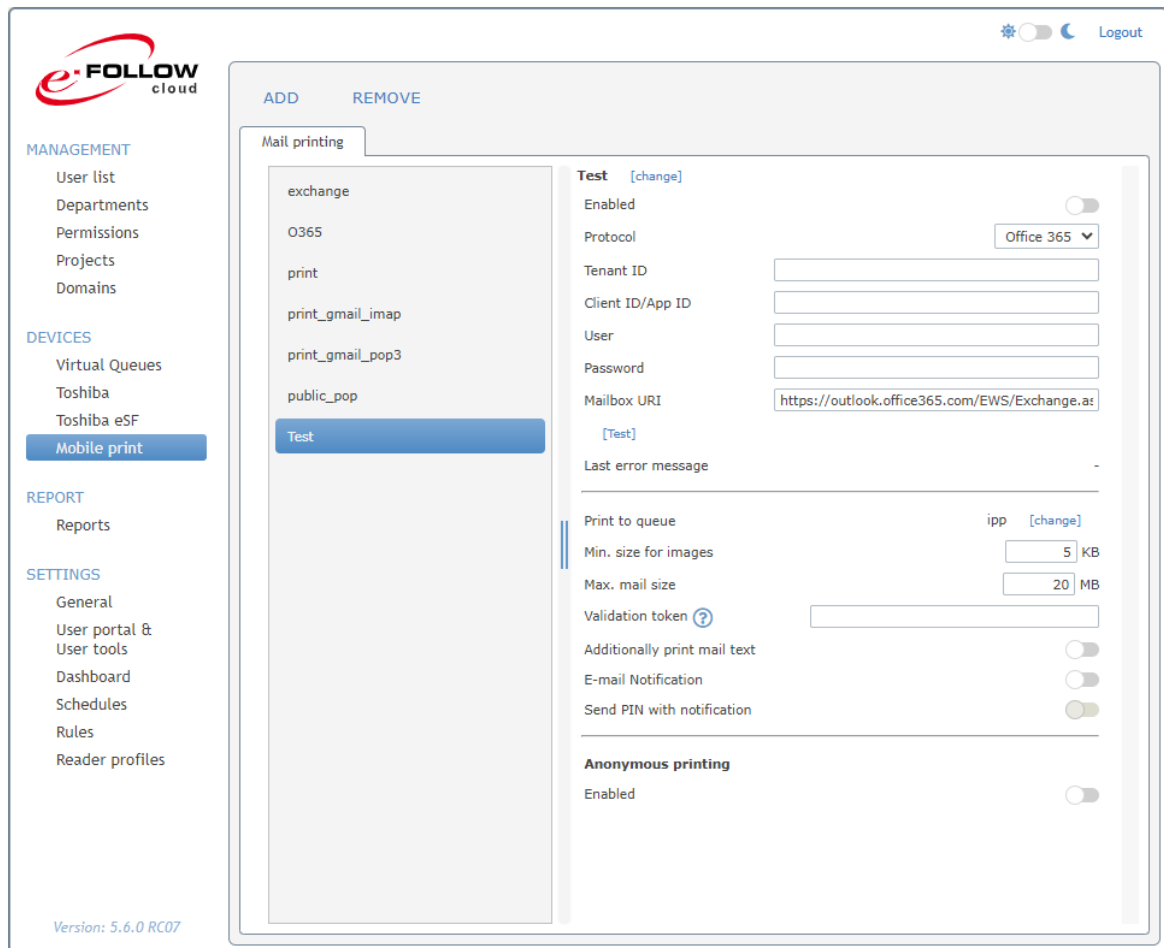 Logout
e-FOLLOW
cloud
ADD REMOVE
MANAGEMENT
User list
Departments
Permissions
Projects
Domains
DEVICES
Virtual Queues
Toshiba
Toshiba eSF
Mobile print
REPORT
Reports
SETTINGS
General
User portal &
User tools
Dashboard
Schedules
Rules
Reader profiles
Version: 5.6.0 RC07
Mail printing
exchange
O365
print
print_gmail_imap
print_gmail_pop3
public_pop
Test
Test [change]
Enabled
Protocol Office 365
Tenant ID
Client ID/App ID
User
Password
Mailbox URI https://outlook.office365.com/EWS/Exchange.as
[Test]
Last error message -
Print to queue ipp [change]
Min. size for images 5 KB
Max. mail size 20 MB
Validation token ?
Additionally print mail text
E-mail Notification
Send PIN with notification
Anonymous printing
Enabled